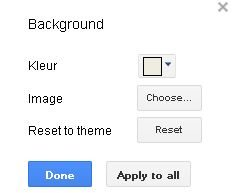 Background
Kleur
Image Choose...
Reset to theme Reset
Done Apply to all